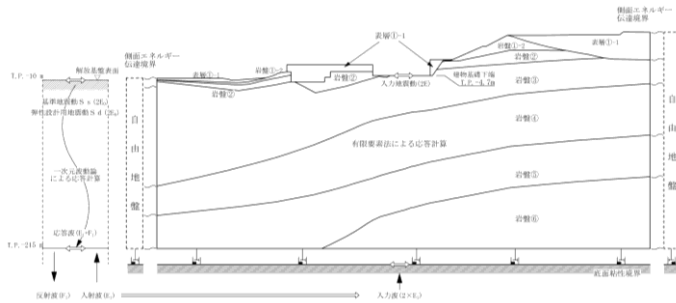 側面エネルギー
伝達境界
側面エネルギー
伝達境界
表層①-1
表層①-1
岩盤①-2
岩盤②
解放基盤表面
T.P.-10 m
表層①-1
岩盤①-2
岩盤②
岩盤②
入力地震動(2E)
建物基礎下端
T.P.-4.7m
岩盤③
基準地震動Ss(2E₀)
弾性設計用地震動Sd(2E₀)
自由地盤
自由地盤
岩盤④
有限要素法による応答計算
一次元波動論
による応答計算
岩盤⑤
岩盤⑥
応答波(E₁+F₁)
T.P.-215 m
底面粘性境界
反射波(F₁)
入射波(E₁)
入力波(2×E₁)